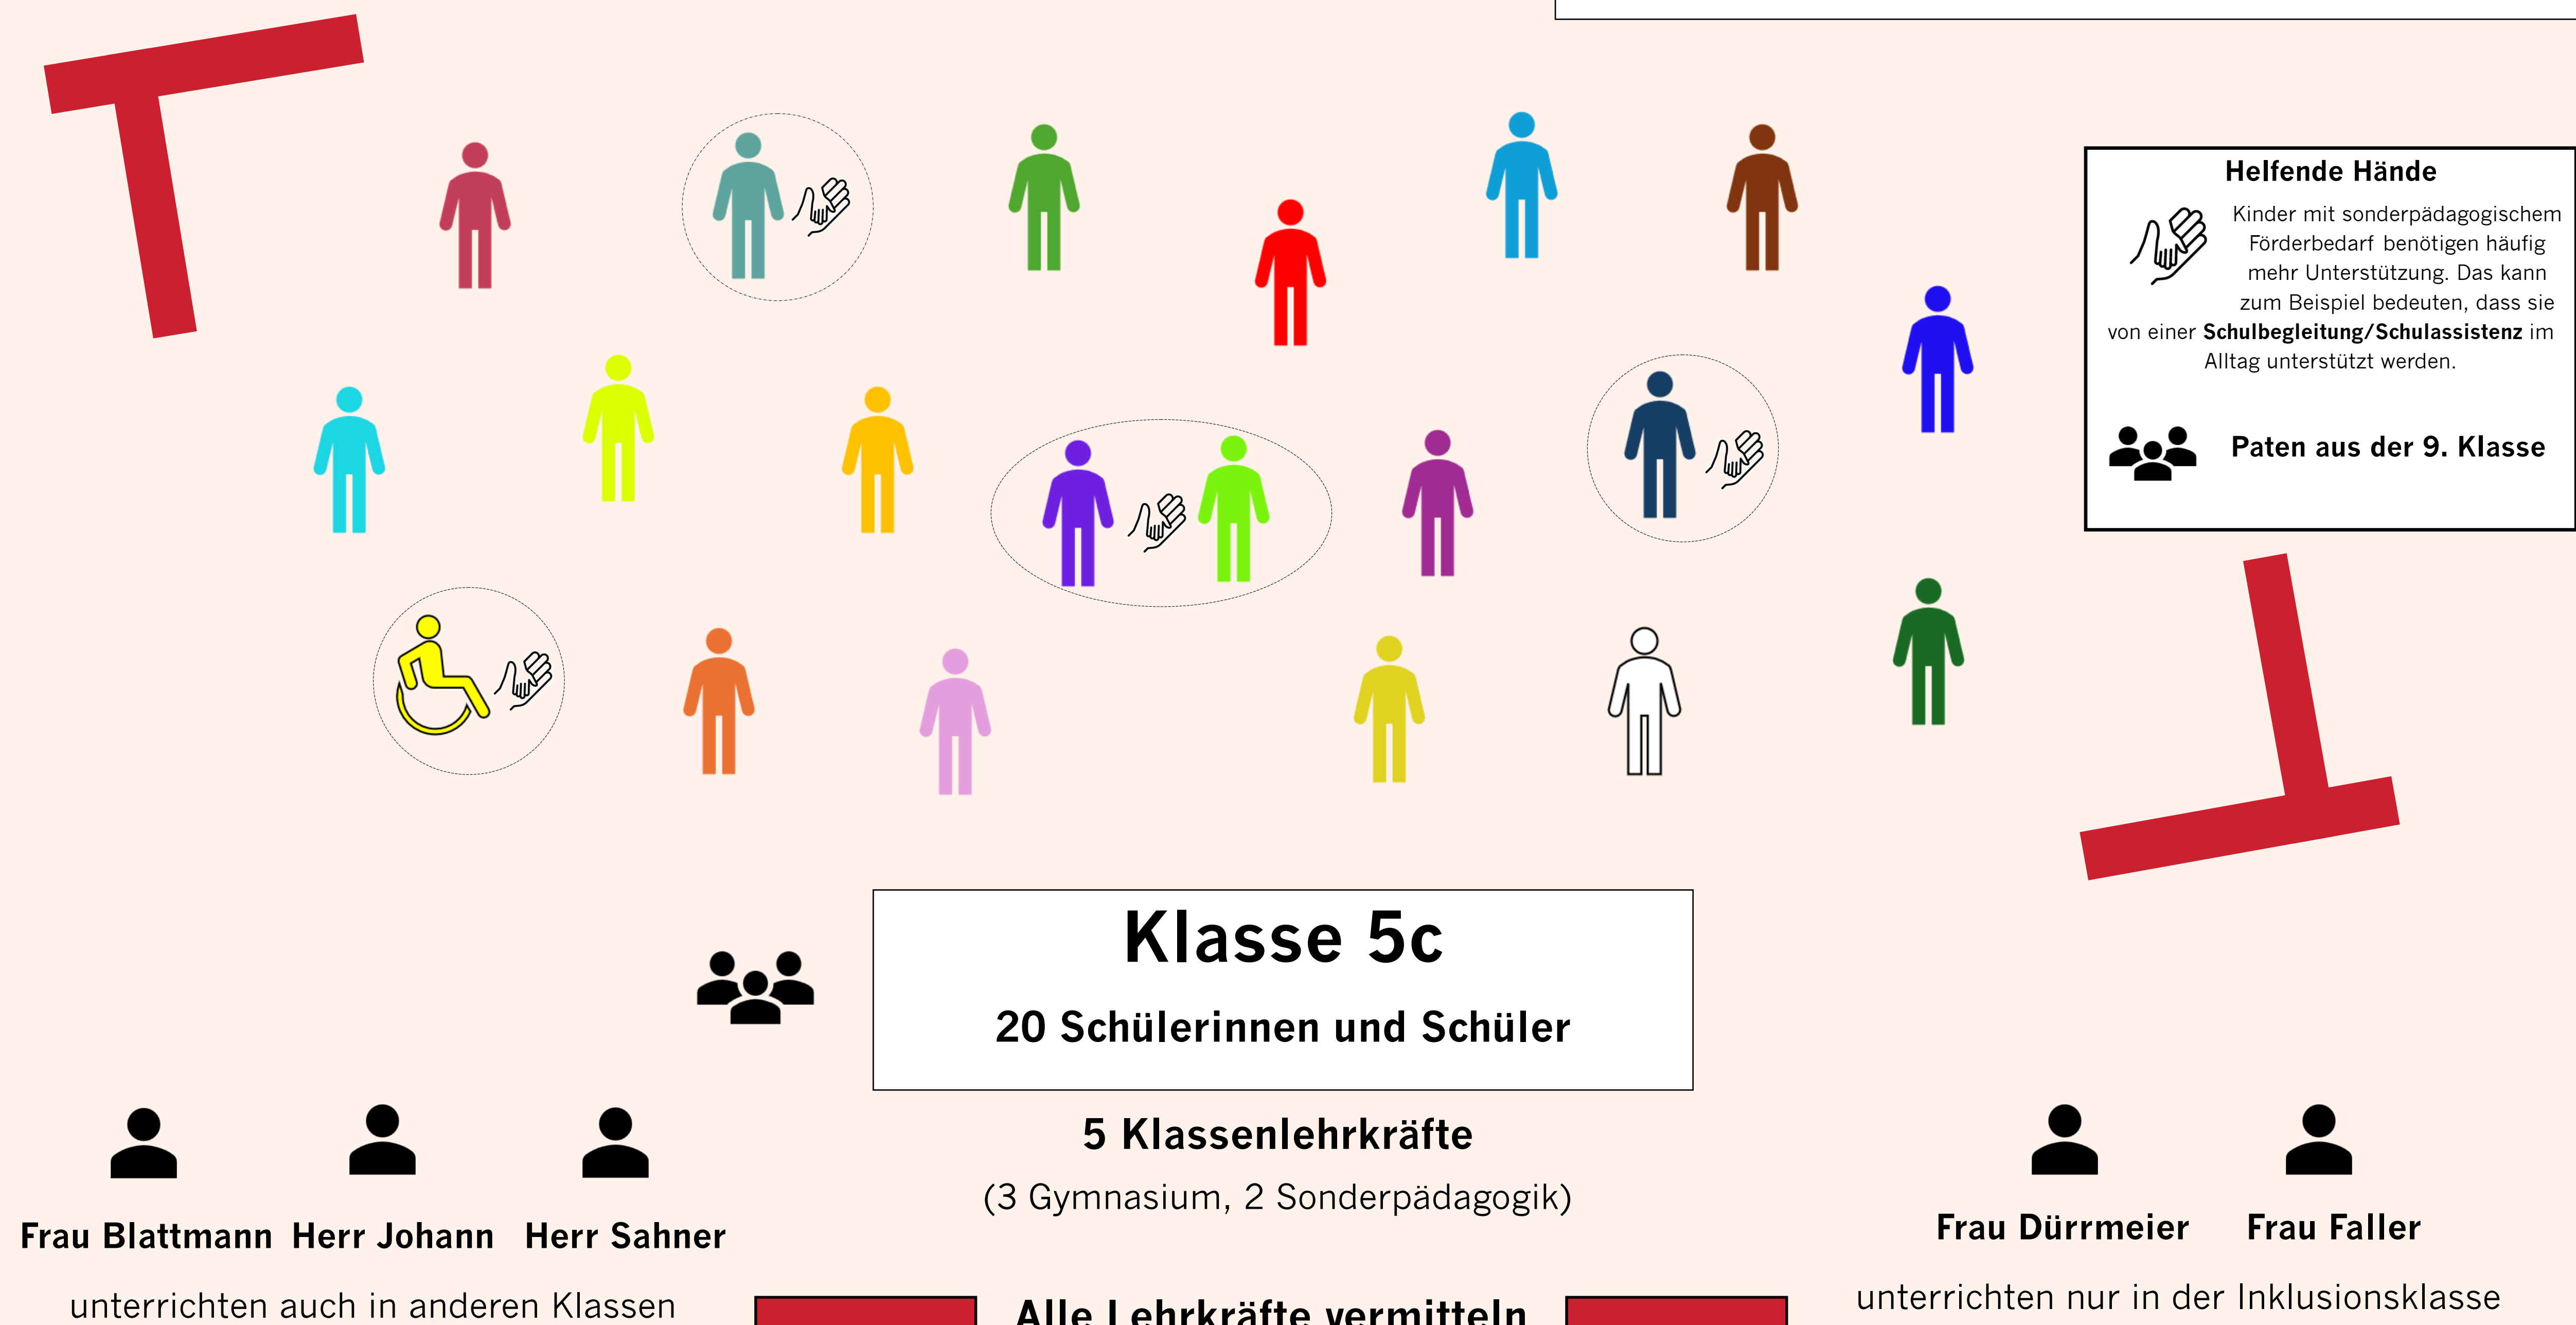 Helfende Hände
Kinder mit sonderpädagogischem
Förderbedarf benötigen häufig
mehr Unterstützung. Das kann
zum Beispiel bedeuten, dass sie
von einer Schulbegleitung/Schulassistenz im
Alltag unterstützt werden.
Paten aus der 9. Klasse
Klasse 5c
20 Schülerinnen und Schüler
5 Klassenlehrkräfte
(3 Gymnasium, 2 Sonderpädagogik)
Frau Blattmann Herr Johann Herr Sahner
unterrichten auch in anderen Klassen
Frau Dürrmeier Frau Faller
unterrichten nur in der Inklusionsklasse
Alle Lehrkräfte vermitteln